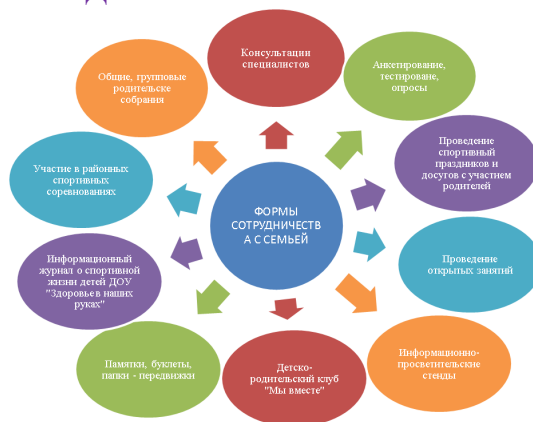 Консультации
специалистов
Анкетирование,
тестироване,
опросы
Проведение
спортивный
праздников и
досугов с участием
родителей
Проведение
открытых занятий
Информационно-
просветительские
стенды
Детско-
родительский клуб
"Мы вместе"
Памятки, буклеты,
папки - передвижки
Информационный
журнал о спортивной
жизни детей ДОУ
"Здоровье в наших
руках"
Участие в районных
спортивных
соревнованиях
Общие, групповые
родительске
собрания
ФОРМЫ
СОТРУДНИЧЕСТВ
А С СЕМЬЕЙ